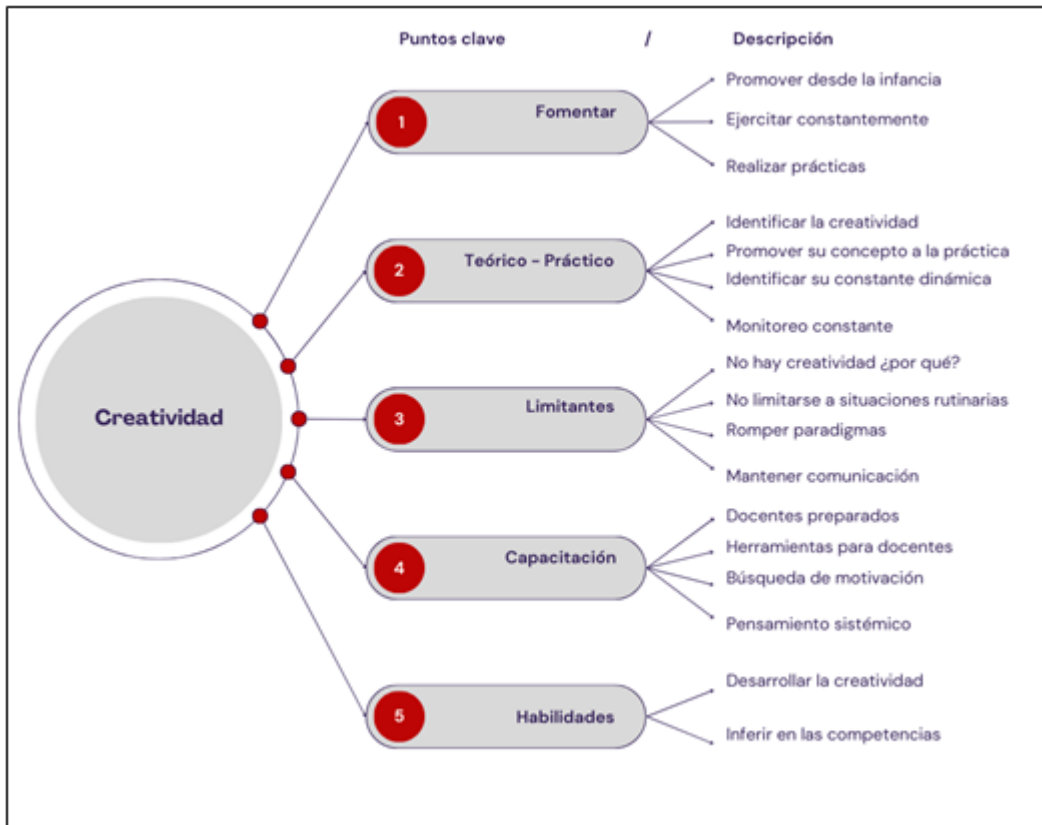 Puntos clave / Descripción
Creatividad
1 Fomentar
Promover desde la infancia
Ejercitar constantemente
Realizar prácticas
2 Teórico - Práctico
Identificar la creatividad
Promover su concepto a la práctica
Identificar su constante dinámica
Monitoreo constante
3 Limitantes
No hay creatividad ¿por qué?
No limitarse a situaciones rutinarias
Romper paradigmas
Mantener comunicación
4 Capacitación
Docentes preparados
Herramientas para docentes
Búsqueda de motivación
Pensamiento sistémico
5 Habilidades
Desarrollar la creatividad
Inferir en las competencias